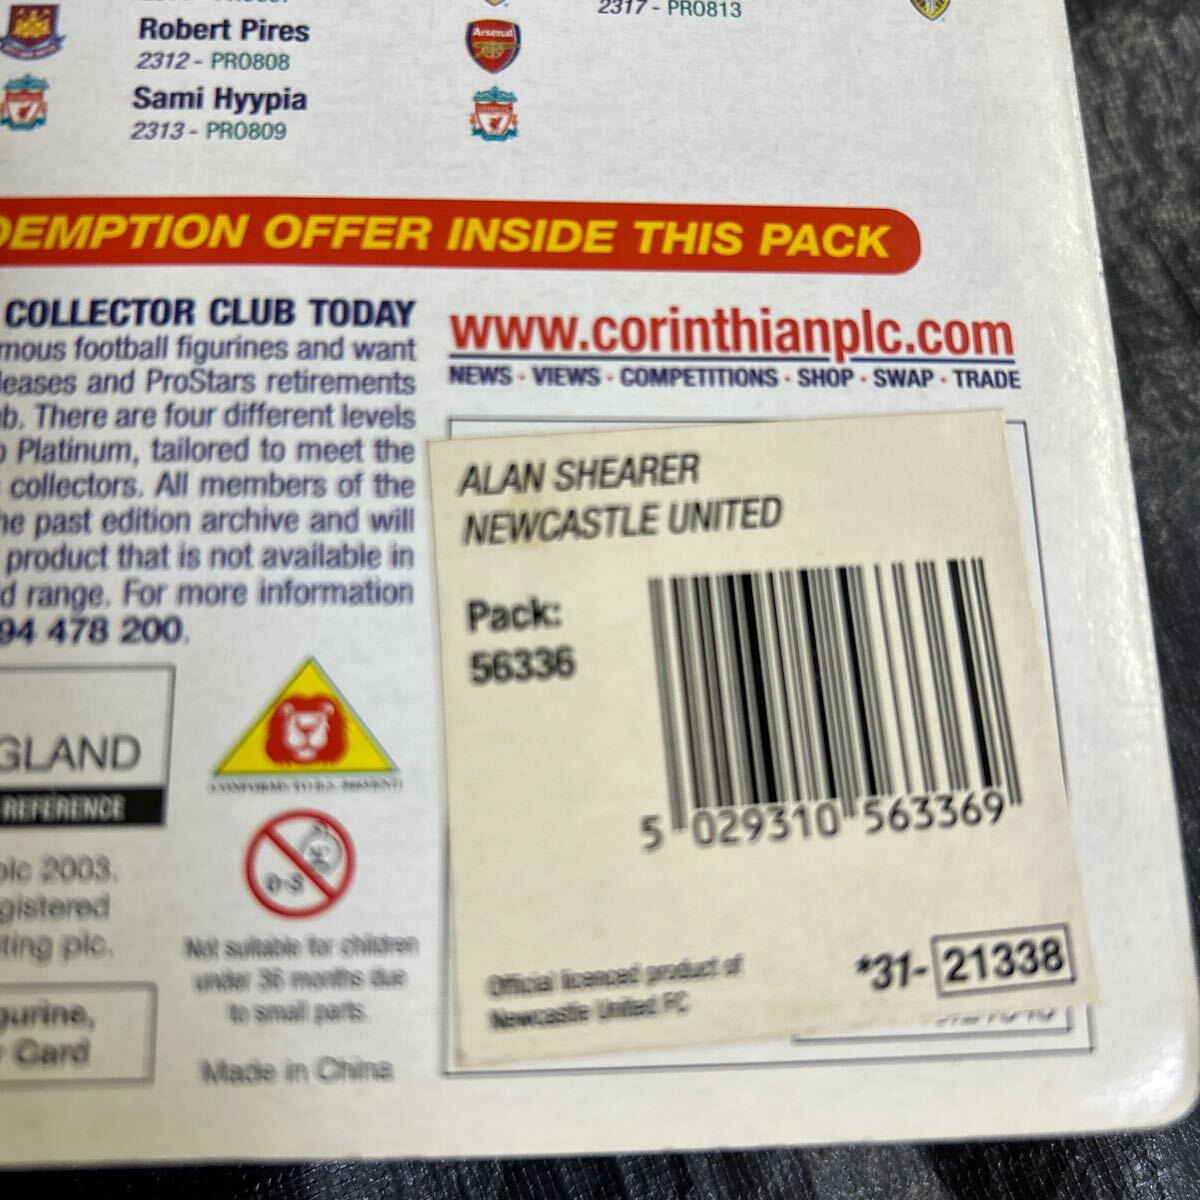 2317 - PRO813
Robert Pires
2312 - PRO808
Arsenal
Sami Hyypia
2313 - PRO809
DEMPTION OFFER INSIDE THIS PACK
COLLECTOR CLUB TODAY
mous football figurines and want
leases and ProStars retirements
b. There are four different levels
o Platinum, tailored to meet the
collectors. All members of the
he past edition archive and will
product that is not available in
d range. For more information
94 478 200.
www.corinthianplc.com
NEWS · VIEWS · COMPETITIONS · SHOP · SWAP · TRADE
ALAN SHEARER
NEWCASTLE UNITED
Pack:
56336
5 029310 563369
Official licenced product of
Newcastle United FC
*31- 21338
GLAND
REFERENCE
plc 2003.
gistered
ting plc.
gurine,
r Card
0-3
Not suitable for children
under 36 months due
to small parts.
Made in China